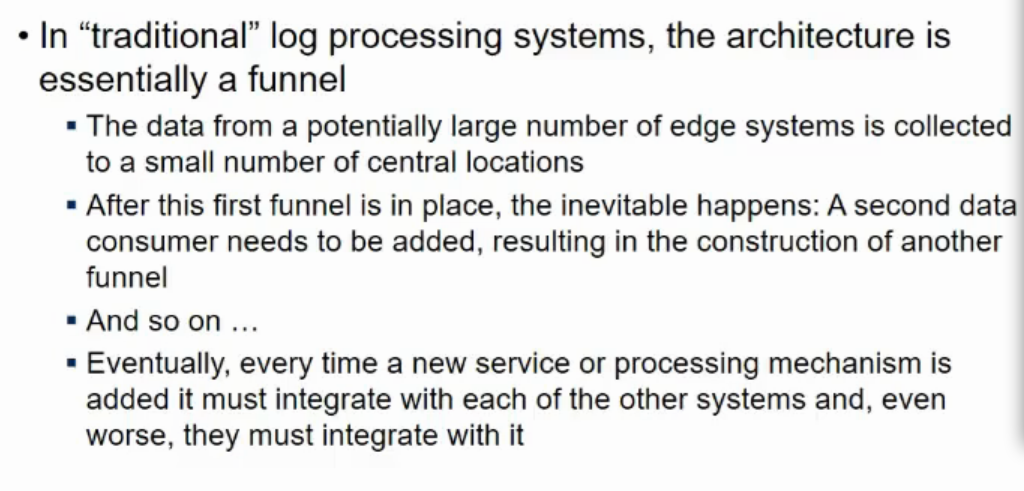 • In “traditional” log processing systems, the architecture is
essentially a funnel
▪ The data from a potentially large number of edge systems is collected
to a small number of central locations
▪ After this first funnel is in place, the inevitable happens: A second data
consumer needs to be added, resulting in the construction of another
funnel
▪ And so on …
▪ Eventually, every time a new service or processing mechanism is
added it must integrate with each of the other systems and, even
worse, they must integrate with it